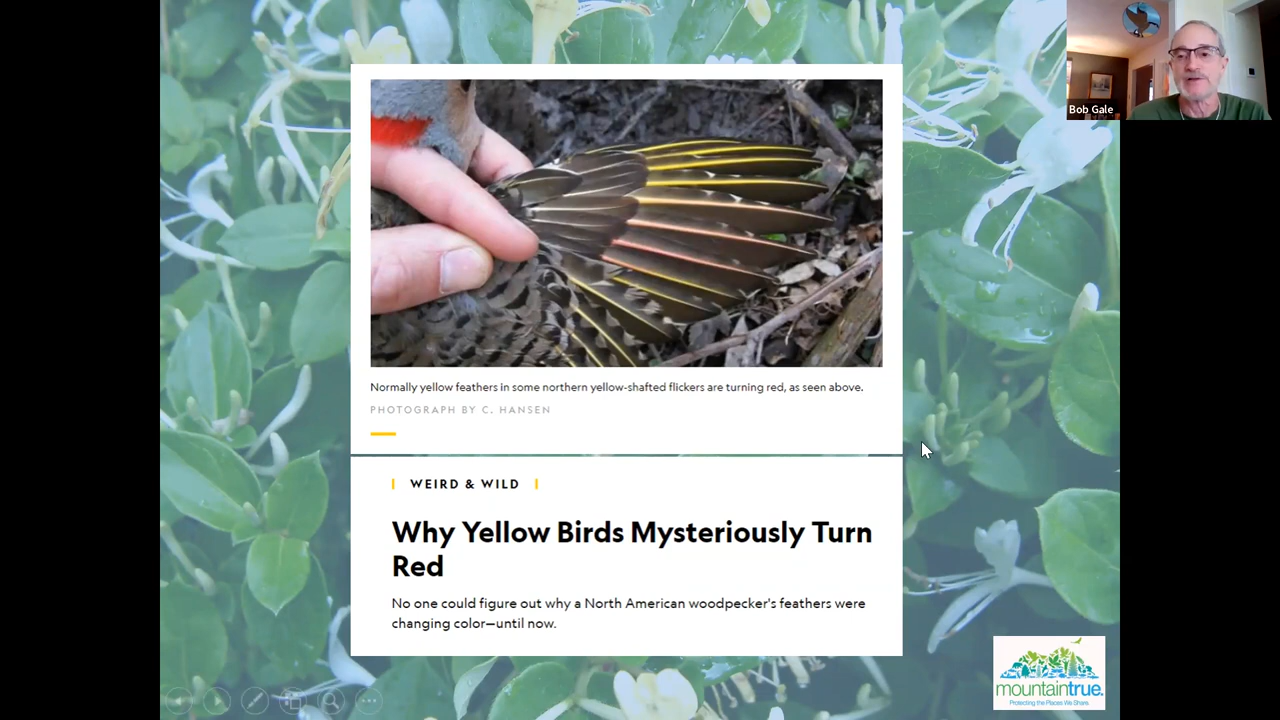 Bob Gale
Normally yellow feathers in some northern yellow-shafted flickers are turning red, as seen above.
PHOTOGRAPH BY C. HANSEN
WEIRD & WILD
Why Yellow Birds Mysteriously Turn
Red
No one could figure out why a North American woodpecker's feathers were
changing color—until now.
mountaintrue.
Protecting the Places We Share.